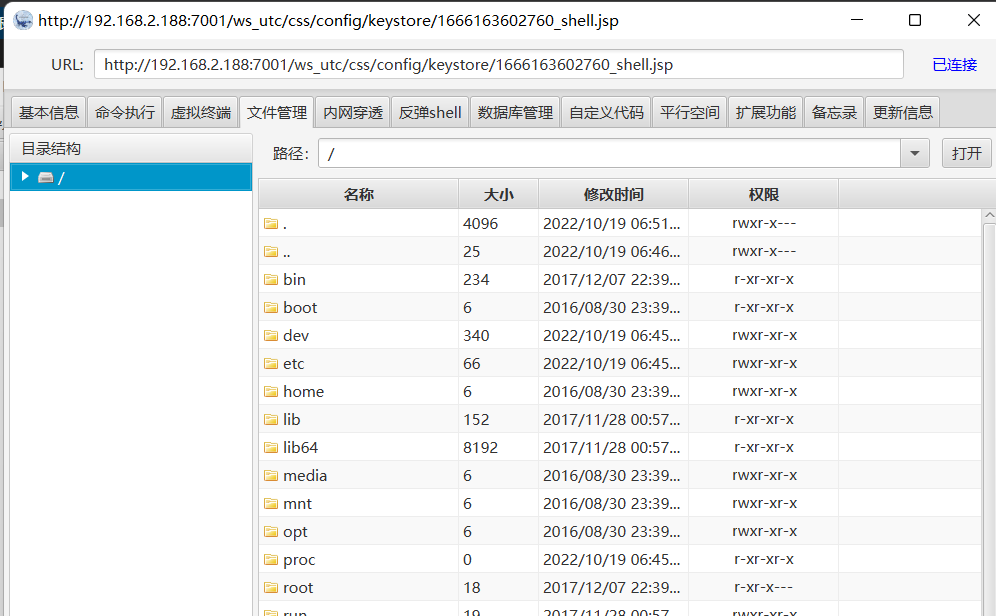 http://192.168.2.188:7001/ws_utc/css/config/keystore/1666163602760_shell.jsp
URL: http://192.168.2.188:7001/ws_utc/css/config/keystore/1666163602760_shell.jsp 已连接
基本信息 命令执行 虚拟终端 文件管理 内网穿透 反弹shell 数据库管理 自定义代码 平行空间 扩展功能 备忘录 更新信息
目录结构 路径: / 打开
/
名称 大小 修改时间 权限
. 4096 2022/10/19 06:51... rwxr-x---
.. 25 2022/10/19 06:46... rwxr-x---
bin 234 2017/12/07 22:39... r-xr-xr-x
boot 6 2016/08/30 23:39... r-xr-xr-x
dev 340 2022/10/19 06:45... rwxr-xr-x
etc 66 2022/10/19 06:45... rwxr-xr-x
home 6 2016/08/30 23:39... rwxr-xr-x
lib 152 2017/11/28 00:57... r-xr-xr-x
lib64 8192 2017/11/28 00:57... r-xr-xr-x
media 6 2016/08/30 23:39... rwxr-xr-x
mnt 6 2016/08/30 23:39... rwxr-xr-x
opt 6 2016/08/30 23:39... rwxr-xr-x
proc 0 2022/10/19 06:45... r-xr-xr-x
root 18 2017/12/07 22:39... r-xr-x---
run 19 2017/11/28 00:57... rwxr-xr-x